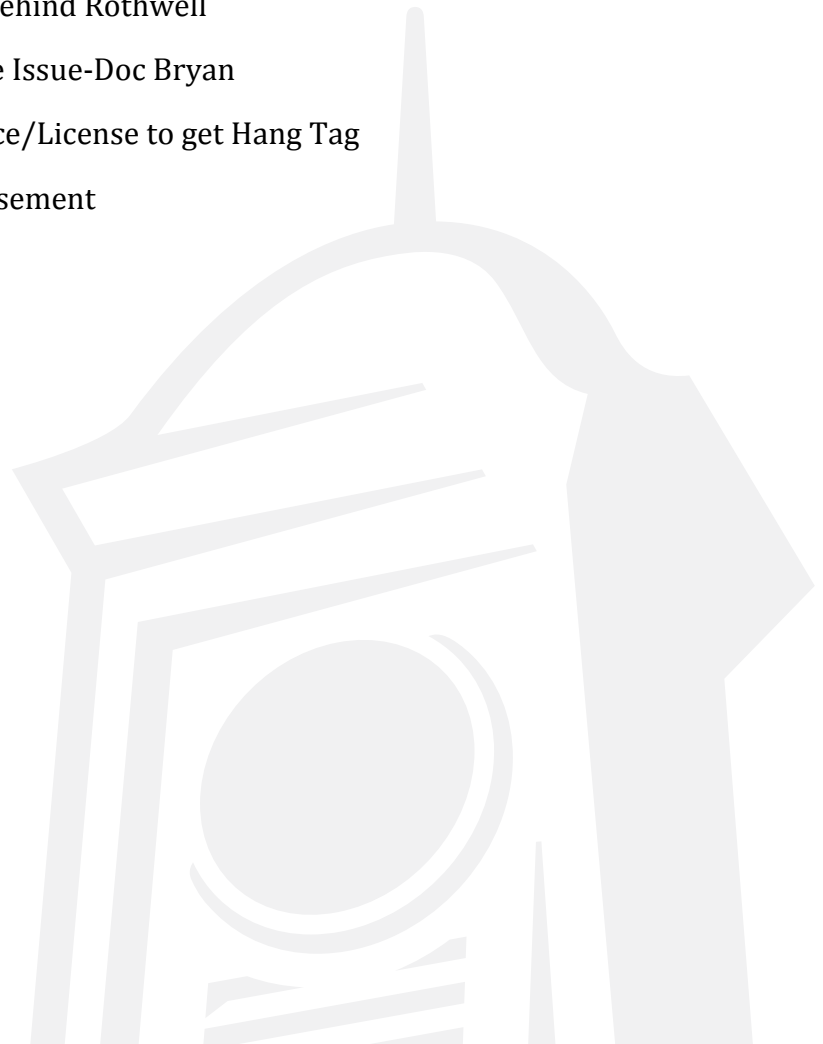 ehind Rothwell
e Issue-Doc Bryan
ce/License to get Hang Tag
sement